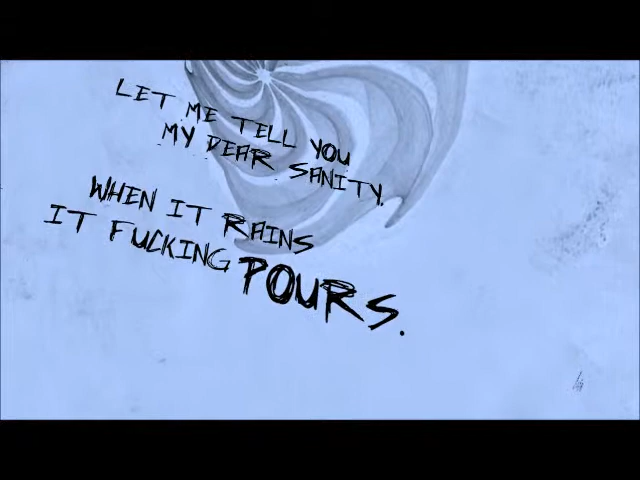 LET ME TELL YOU
MY DEAR SANITY.
WHEN IT RAINS
IT FUCKING POURS.